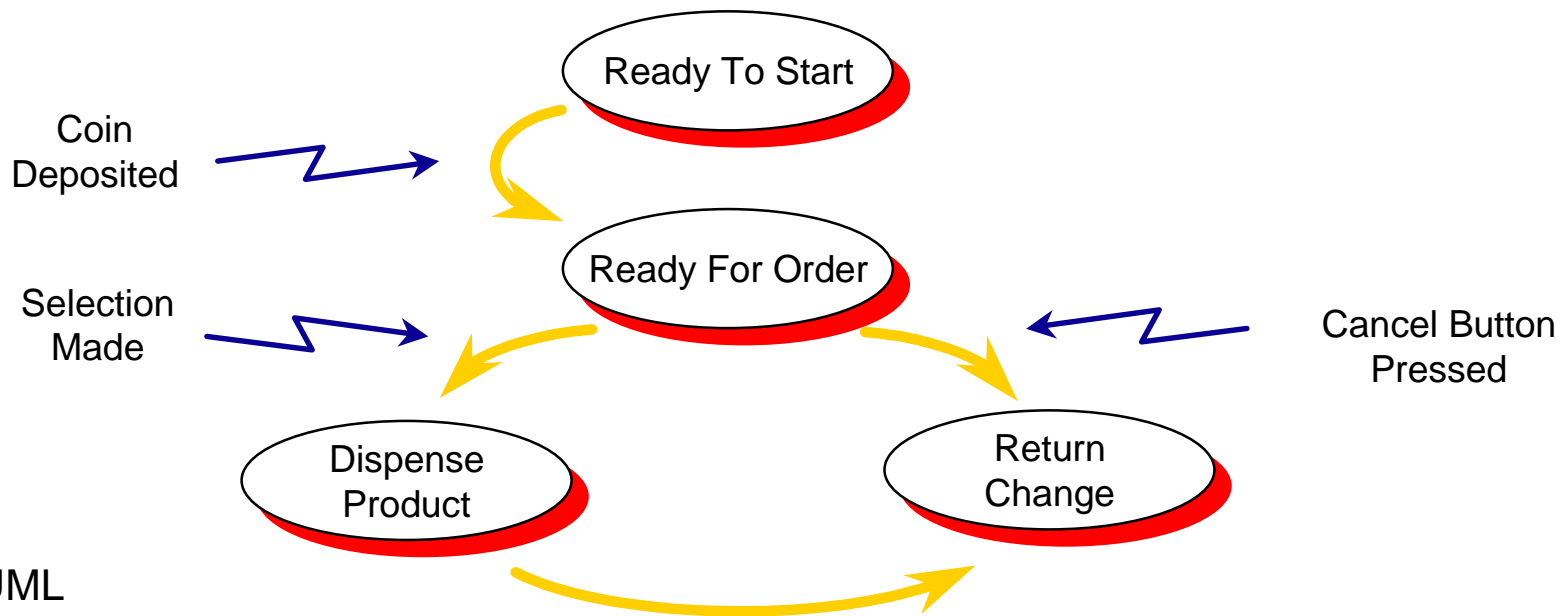 Ready To Start
Coin
Deposited
Ready For Order
Selection
Made
Cancel Button
Pressed
Dispense
Product
Return
Change
UML